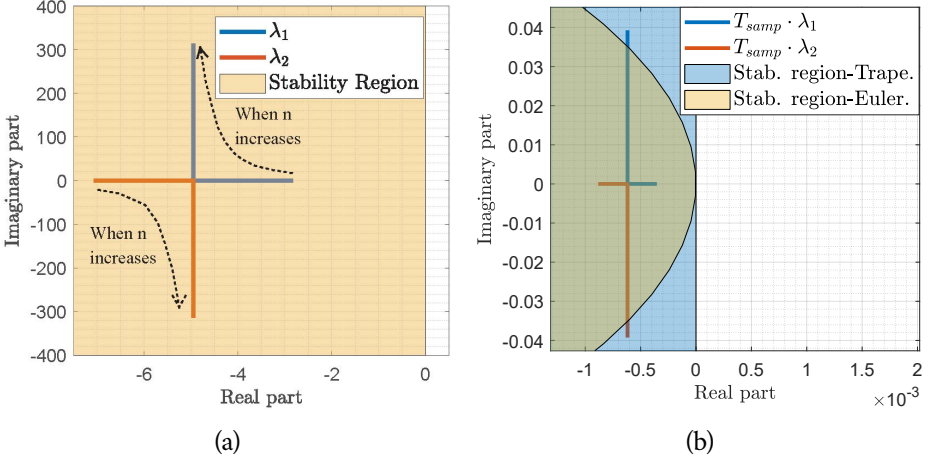 400
300
200
100
0
-100
-200
-300
-400
Imaginary part
λ1
λ2
Stability Region
When n
increases
When n
increases
-6
-4
-2
0
Real part
(a)
0.04
0.03
0.02
0.01
0
-0.01
-0.02
-0.03
-0.04
Imaginary part
T_samp · λ1
T_samp · λ2
Stab. region-Trape.
Stab. region-Euler.
-1
-0.5
0
0.5
1
1.5
2
×10^-3
Real part
(b)